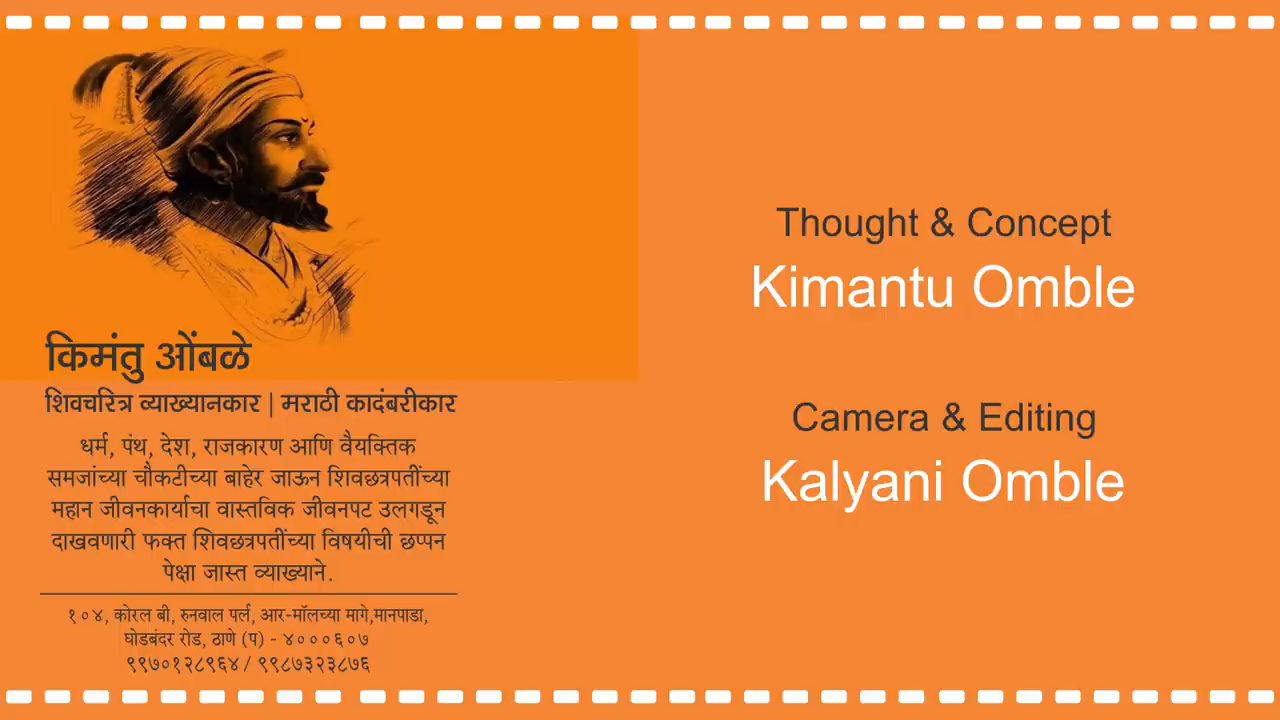 किमंतु ओंबळे
शिवचरित्र व्याख्यानकार | मराठी कादंबरीकार
धर्म, पंथ, देश, राजकारण आणि वैयक्तिक
समजांच्या चौकटीच्या बाहेर जाऊन शिवछत्रपतींच्या
महान जीवनकार्याचा वास्तविक जीवनपट उलगडून
दाखवणारी फक्त शिवछत्रपतींच्या विषयीची छप्पन
पेक्षा जास्त व्याख्याने.
१०४, कोरल बी, रुनवाल पर्ल, आर-मॉलच्या मागे,मानपाडा,
घोडबंदर रोड, ठाणे (प) - ४०००६०७
९९७०१२८९६४ / ९९८७३२३८७६
Thought & Concept
Kimantu Omble
Camera & Editing
Kalyani Omble